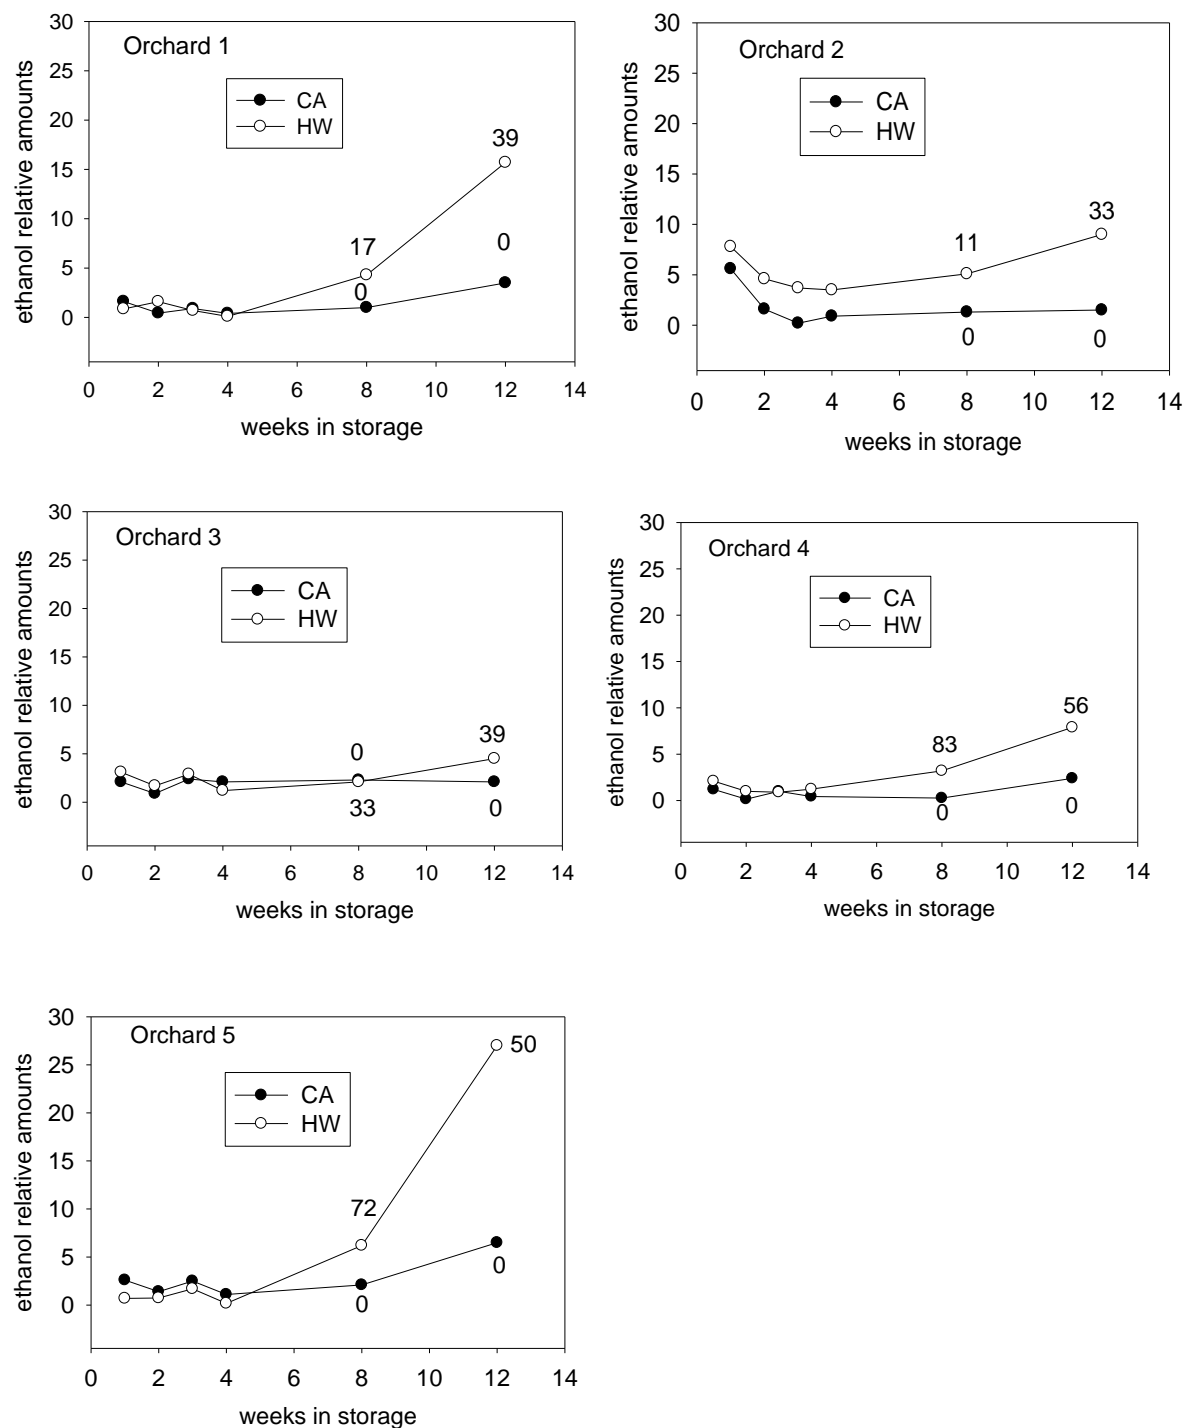 Orchard 1
ethanol relative amounts
30
25
20
15
10
5
0
CA
HW
39
17
0
0
0 2 4 6 8 10 12 14
weeks in storage
Orchard 2
ethanol relative amounts
30
25
20
15
10
5
0
CA
HW
33
11
0
0
0 2 4 6 8 10 12 14
weeks in storage
Orchard 3
ethanol relative amounts
30
25
20
15
10
5
0
CA
HW
39
0
33
0
0 2 4 6 8 10 12 14
weeks in storage
Orchard 4
ethanol relative amounts
30
25
20
15
10
5
0
CA
HW
56
83
0
0
0 2 4 6 8 10 12 14
weeks in storage
Orchard 5
ethanol relative amounts
30
25
20
15
10
5
0
CA
HW
50
72
0
0
0 2 4 6 8 10 12 14
weeks in storage